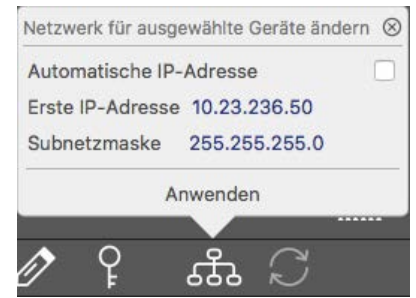 Netzwerk für ausgewählte Geräte ändern
Automatische IP-Adresse
Erste IP-Adresse 10.23.236.50
Subnetzmaske 255.255.255.0
Anwenden